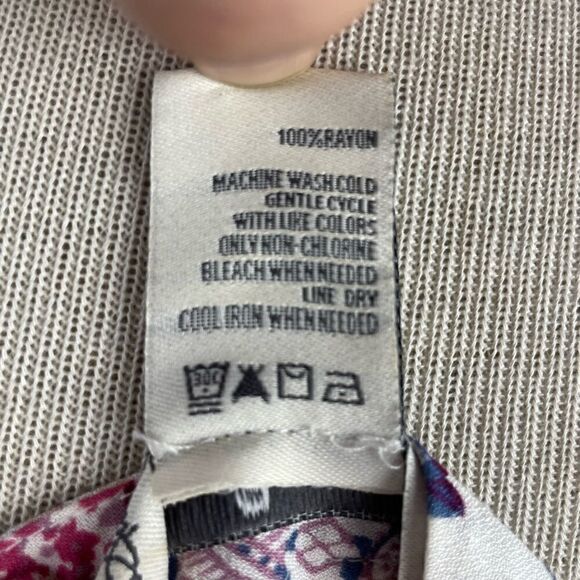 100%RAYON
MACHINE WASH COLD
GENTLE CYCLE
WITH LIKE COLORS
ONLY NON-CHLORINE
BLEACH WHEN NEEDED
LINE DRY
COOL IRON WHEN NEEDED
30C